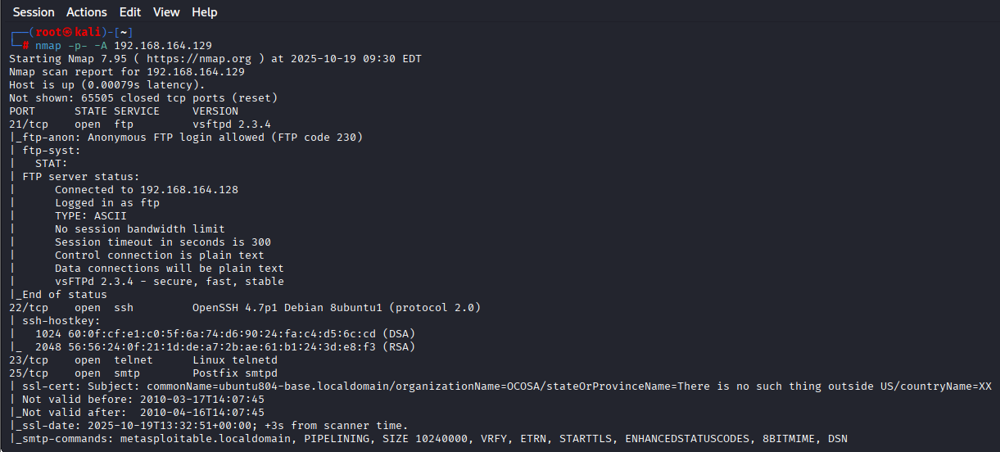 Session Actions Edit View Help
┌──(root㉿kali)-[~]
└─# nmap -p- -A 192.168.164.129
Starting Nmap 7.95 ( https://nmap.org ) at 2025-10-19 09:30 EDT
Nmap scan report for 192.168.164.129
Host is up (0.00079s latency).
Not shown: 65505 closed tcp ports (reset)
PORT      STATE SERVICE     VERSION
21/tcp    open  ftp         vsftpd 2.3.4
|_ftp-anon: Anonymous FTP login allowed (FTP code 230)
| ftp-syst:
|   STAT:
| FTP server status:
|      Connected to 192.168.164.128
|      Logged in as ftp
|      TYPE: ASCII
|      No session bandwidth limit
|      Session timeout in seconds is 300
|      Control connection is plain text
|      Data connections will be plain text
|      vsFTPd 2.3.4 - secure, fast, stable
|_End of status
22/tcp    open  ssh         OpenSSH 4.7p1 Debian 8ubuntu1 (protocol 2.0)
| ssh-hostkey:
|   1024 60:0f:cf:e1:c0:5f:6a:74:d6:90:24:fa:c4:d5:6c:cd (DSA)
|_  2048 56:56:24:0f:21:1d:de:a7:2b:ae:61:b1:24:3d:e8:f3 (RSA)
23/tcp    open  telnet      Linux telnetd
25/tcp    open  smtp        Postfix smtpd
| ssl-cert: Subject: commonName=ubuntu804-base.localdomain/organizationName=OCOSA/stateOrProvinceName=There is no such thing outside US/countryName=XX
| Not valid before: 2010-03-17T14:07:45
|_Not valid after:  2010-04-16T14:07:45
|_ssl-date: 2025-10-19T13:32:51+00:00; +3s from scanner time.
|_smtp-commands: metasploitable.localdomain, PIPELINING, SIZE 10240000, VRFY, ETRN, STARTTLS, ENHANCEDSTATUSCODES, 8BITMIME, DSN